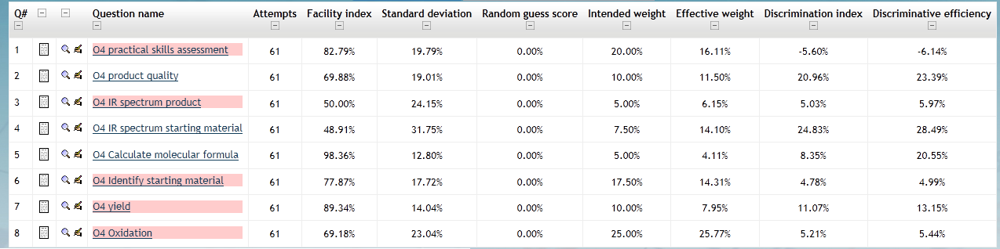 Q# Question name Attempts Facility index Standard deviation Random guess score Intended weight Effective weight Discrimination index Discriminative efficiency
1 O4 practical skills assessment 61 82.79% 19.79% 0.00% 20.00% 16.11% -5.60% -6.14%
2 O4 product quality 61 69.88% 19.01% 0.00% 10.00% 11.50% 20.96% 23.39%
3 O4 IR spectrum product 61 50.00% 24.15% 0.00% 5.00% 6.15% 5.03% 5.97%
4 O4 IR spectrum starting material 61 48.91% 31.75% 0.00% 7.50% 14.10% 24.83% 28.49%
5 O4 Calculate molecular formula 61 98.36% 12.80% 0.00% 5.00% 4.11% 8.35% 20.55%
6 O4 Identify starting material 61 77.87% 17.72% 0.00% 17.50% 14.31% 4.78% 4.99%
7 O4 yield 61 89.34% 14.04% 0.00% 10.00% 7.95% 11.07% 13.15%
8 O4 Oxidation 61 69.18% 23.04% 0.00% 25.00% 25.77% 5.21% 5.44%